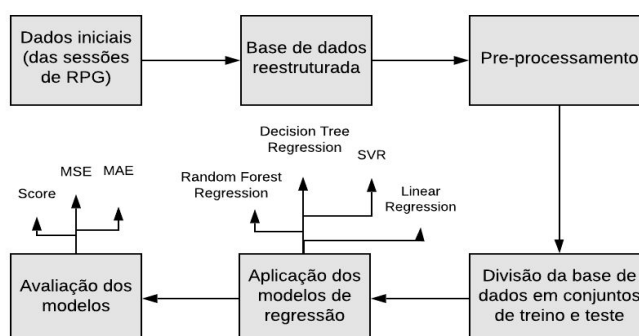 Dados iniciais
(das sessões
de RPG)
Base de dados
reestruturada
Pre-processamento
Decision Tree
Regression
SVR
Random Forest
Regression
Linear
Regression
MSE
MAE
Score
Avaliação dos
modelos
Aplicação dos
modelos de
regressão
Divisão da base de
dados em conjuntos
de treino e teste